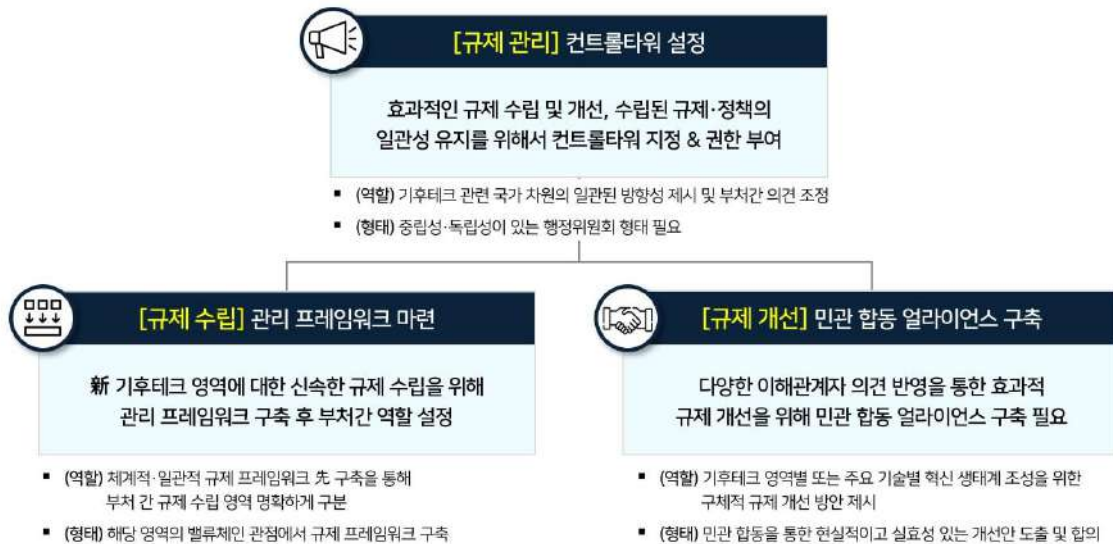 [규제 관리] 컨트롤타워 설정
효과적인 규제 수립 및 개선, 수립된 규제·정책의
일관성 유지를 위해서 컨트롤타워 지정 & 권한 부여
▪ (역할) 기후테크 관련 국가 차원의 일관된 방향성 제시 및 부처간 의견 조정
▪ (형태) 중립성·독립성이 있는 행정위원회 형태 필요
[규제 수립] 관리 프레임워크 마련
新 기후테크 영역에 대한 신속한 규제 수립을 위해
관리 프레임워크 구축 후 부처간 역할 설정
▪ (역할) 체계적·일관적 규제 프레임워크 先 구축을 통해
부처 간 규제 수립 영역 명확하게 구분
▪ (형태) 해당 영역의 밸류체인 관점에서 규제 프레임워크 구축
[규제 개선] 민관 합동 얼라이언스 구축
다양한 이해관계자 의견 반영을 통한 효과적
규제 개선을 위해 민관 합동 얼라이언스 구축 필요
▪ (역할) 기후테크 영역별 또는 주요 기술별 혁신 생태계 조성을 위한
구체적 규제 개선 방안 제시
▪ (형태) 민관 합동을 통한 현실적이고 실효성 있는 개선안 도출 및 합의